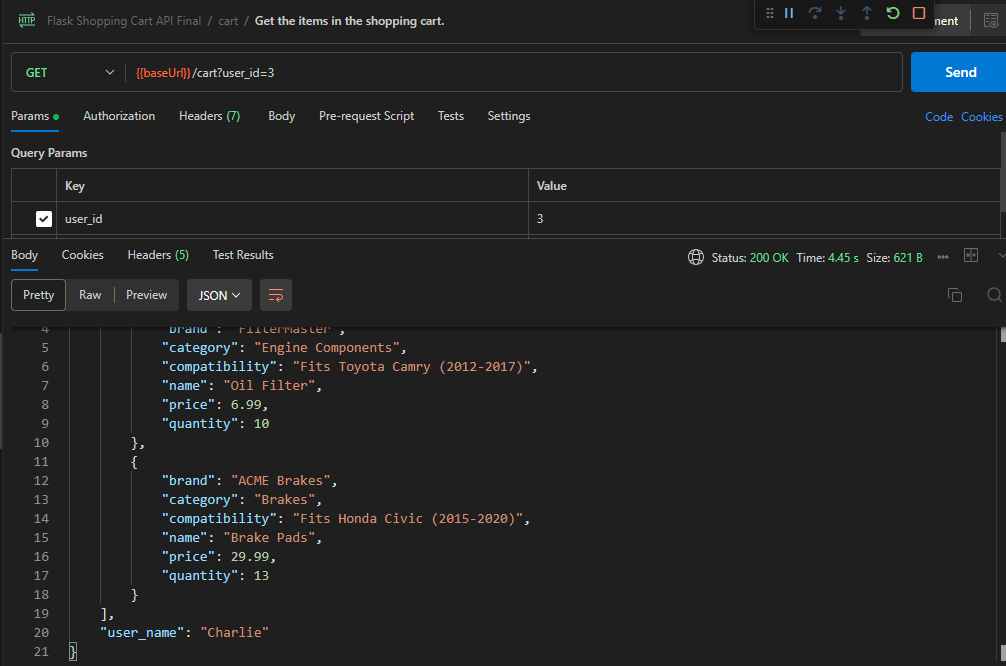 HTTP Flask Shopping Cart API Final / cart / Get the items in the shopping cart.
ment
GET {{baseUrl}}/cart?user_id=3 Send
Params Authorization Headers (7) Body Pre-request Script Tests Settings Code Cookies
Query Params
Key Value
user_id 3
Body Cookies Headers (5) Test Results Status: 200 OK Time: 4.45 s Size: 621 B
Pretty Raw Preview JSON
4 "brand": "FilterMaster",
5 "category": "Engine Components",
6 "compatibility": "Fits Toyota Camry (2012-2017)",
7 "name": "Oil Filter",
8 "price": 6.99,
9 "quantity": 10
10 },
11 {
12 "brand": "ACME Brakes",
13 "category": "Brakes",
14 "compatibility": "Fits Honda Civic (2015-2020)",
15 "name": "Brake Pads",
16 "price": 29.99,
17 "quantity": 13
18 }
19 ],
20 "user_name": "Charlie"
21 }